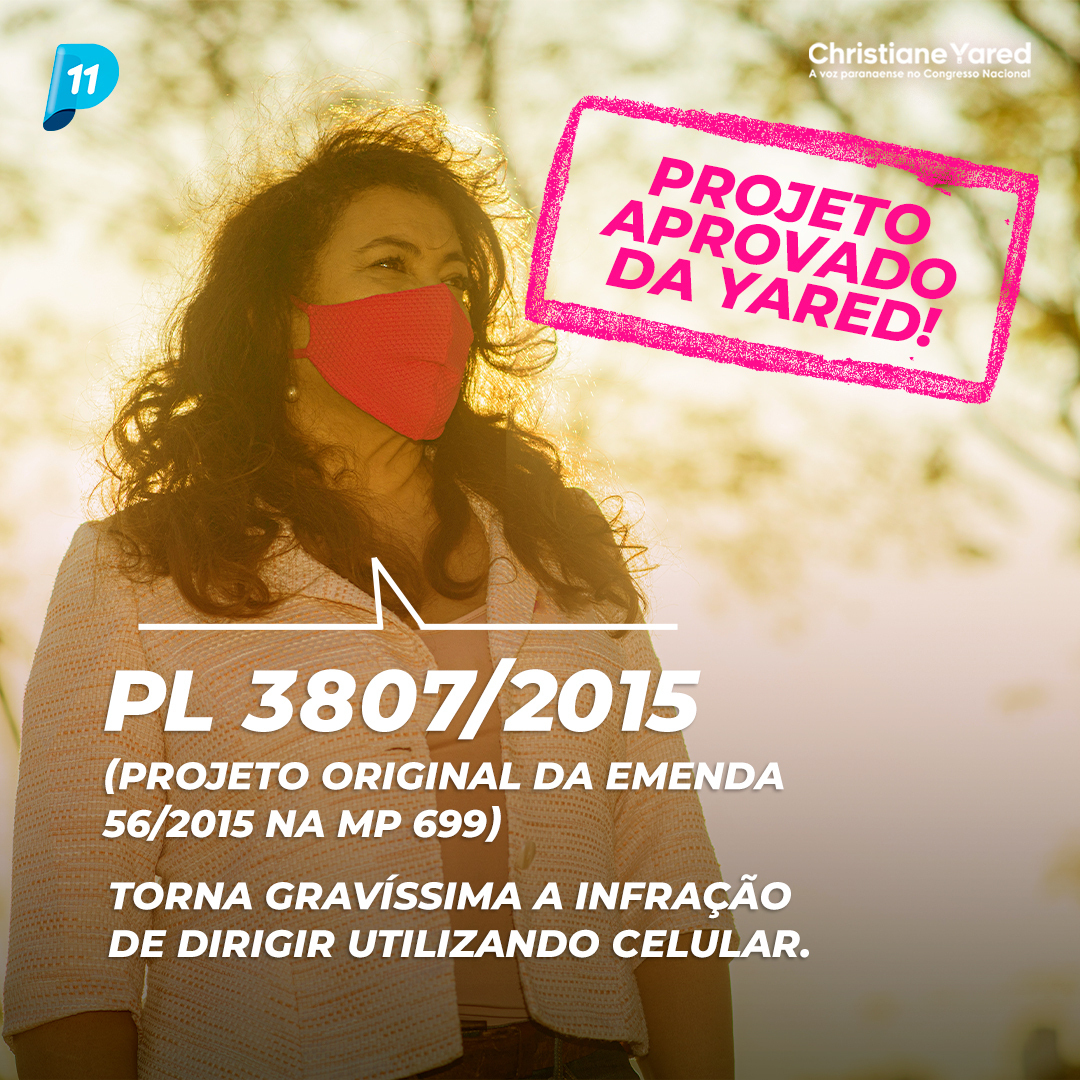 11
Christiane Yared
A voz paranaense no Congresso Nacional
PROJETO
APROVADO
DA YARED!
PL 3807/2015
(PROJETO ORIGINAL DA EMENDA
56/2015 NA MP 699)
TORNA GRAVÍSSIMA A INFRAÇÃO
DE DIRIGIR UTILIZANDO CELULAR.